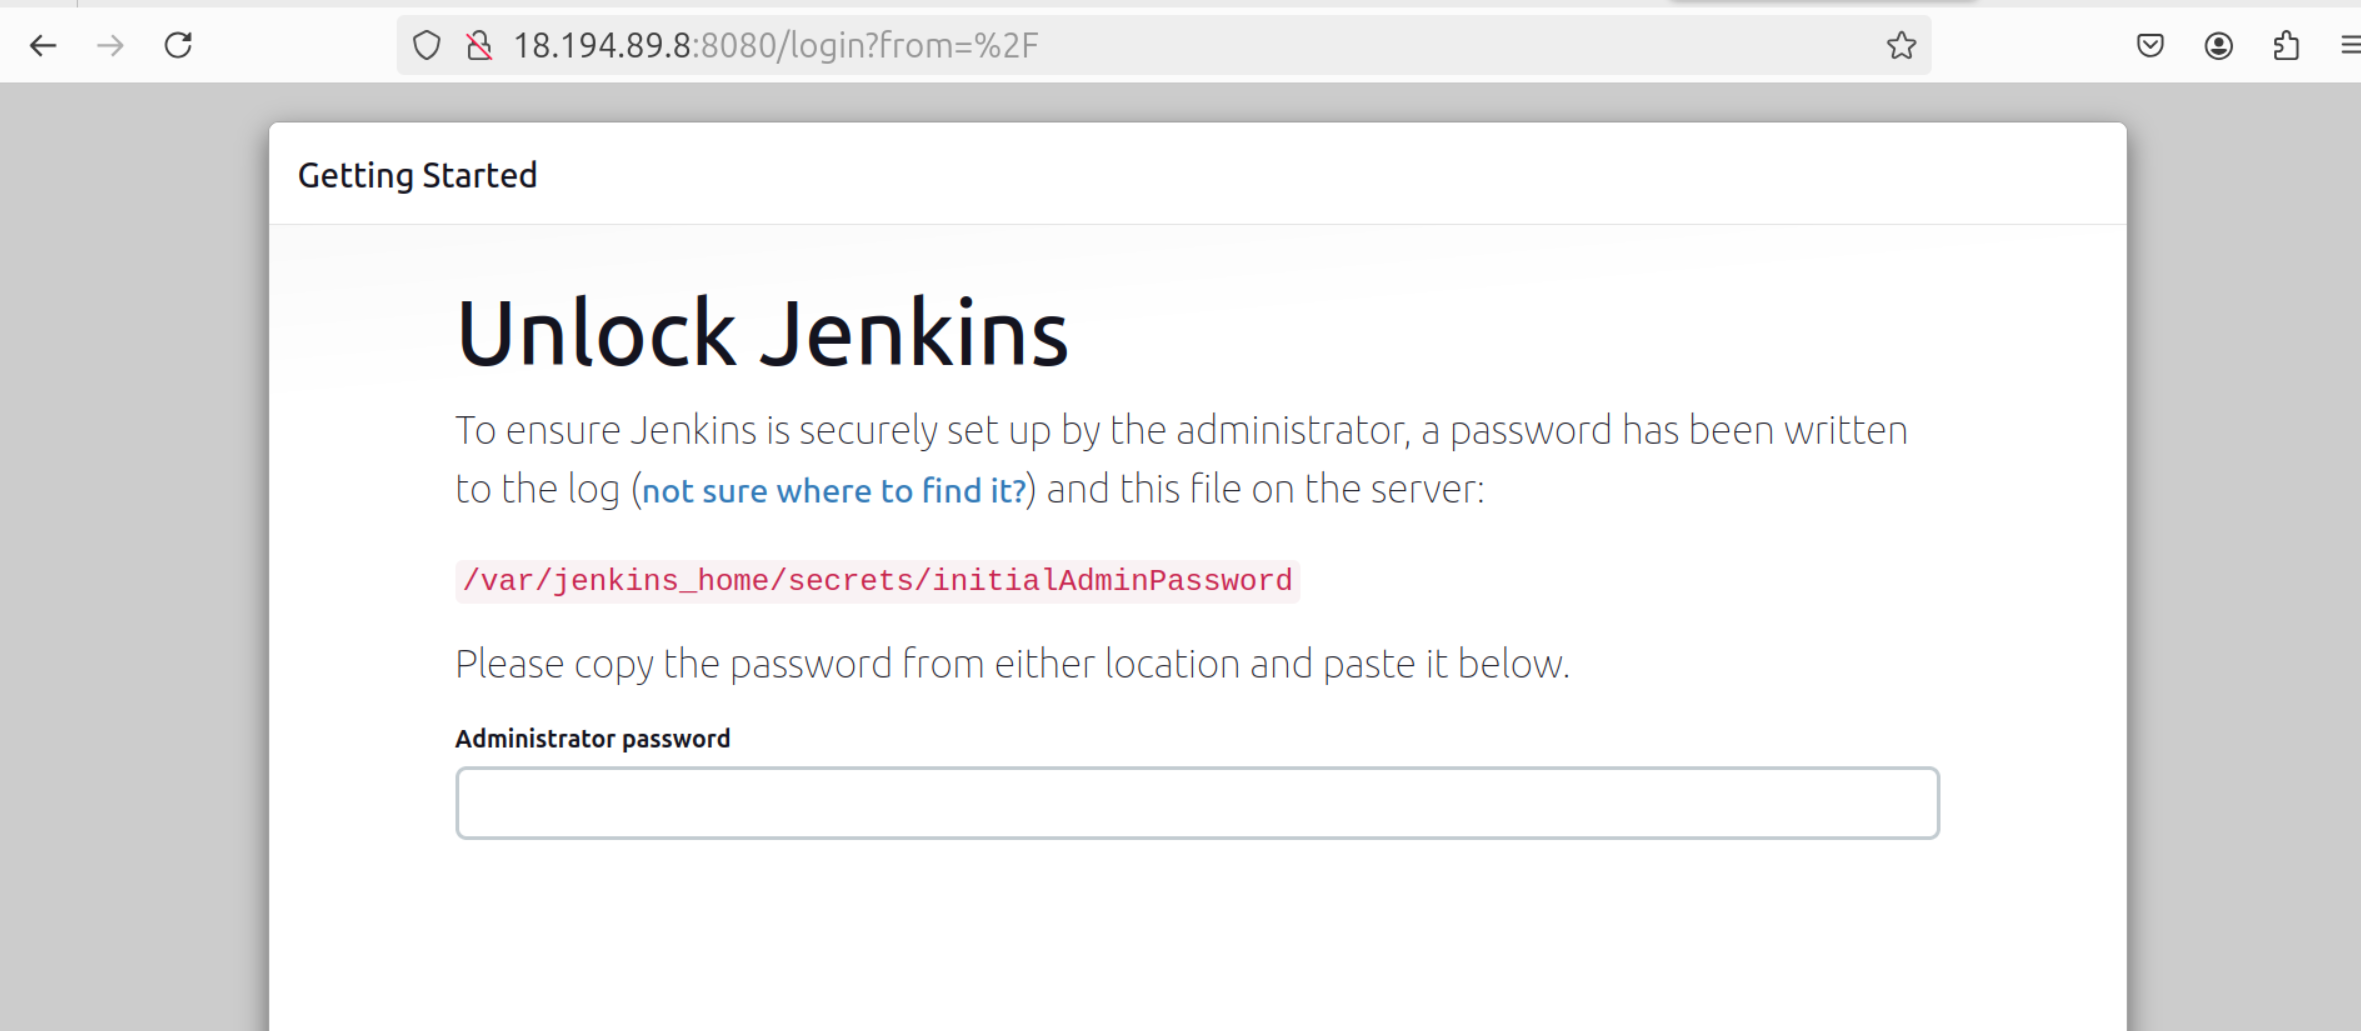 18.194.89.8:8080/login?from=%2F
Getting Started
Unlock Jenkins
To ensure Jenkins is securely set up by the administrator, a password has been written
to the log (not sure where to find it?) and this file on the server:
/var/jenkins_home/secrets/initialAdminPassword
Please copy the password from either location and paste it below.
Administrator password